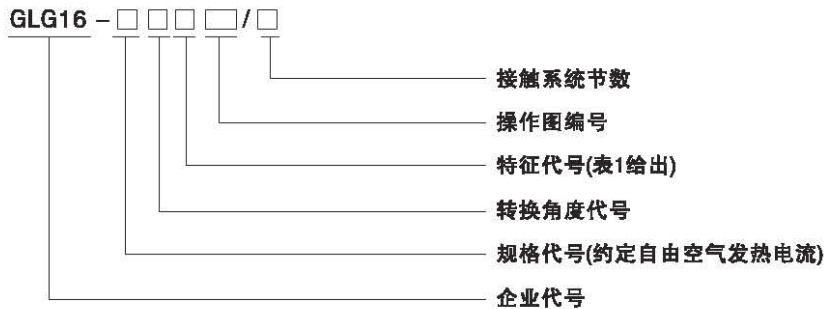 GLG16 – □ □ □ □ / □
接触系统节数
操作图编号
特征代号(表1给出)
转换角度代号
规格代号(约定自由空气发热电流)
企业代号